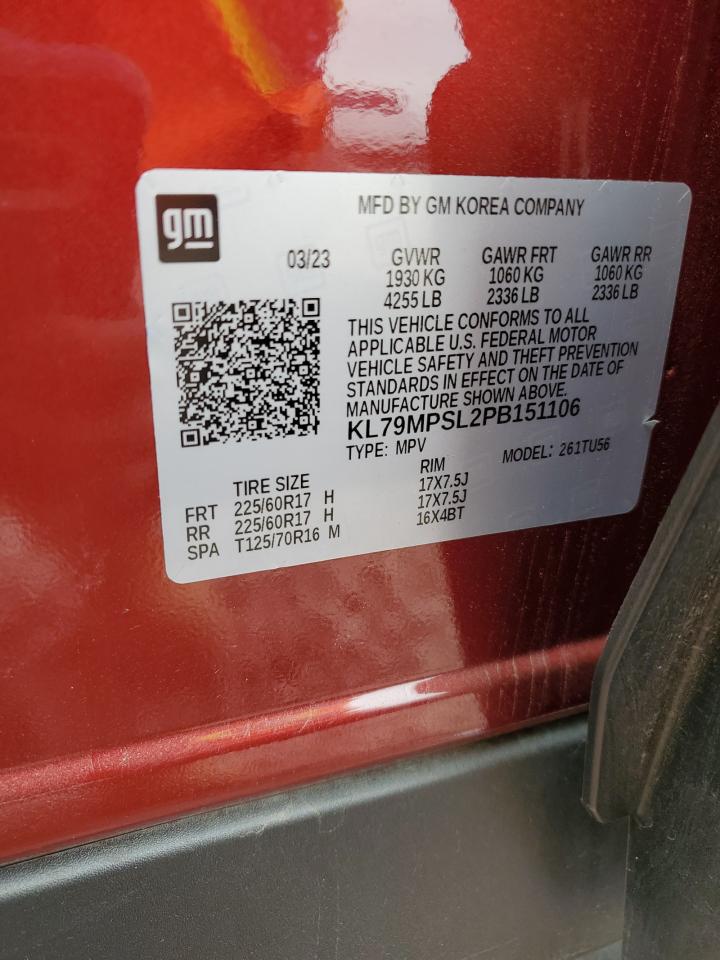 gm
MFD BY GM KOREA COMPANY
03/23 GVWR GAWR FRT GAWR RR
1930 KG 1060 KG 1060 KG
4255 LB 2336 LB 2336 LB
THIS VEHICLE CONFORMS TO ALL
APPLICABLE U.S. FEDERAL MOTOR
VEHICLE SAFETY AND THEFT PREVENTION
STANDARDS IN EFFECT ON THE DATE OF
MANUFACTURE SHOWN ABOVE.
KL79MPSL2PB151106
TYPE: MPV MODEL: 261TU56
TIRE SIZE RIM
FRT 225/60R17 H 17X7.5J
RR 225/60R17 H 17X7.5J
SPA T125/70R16 M 16X4BT